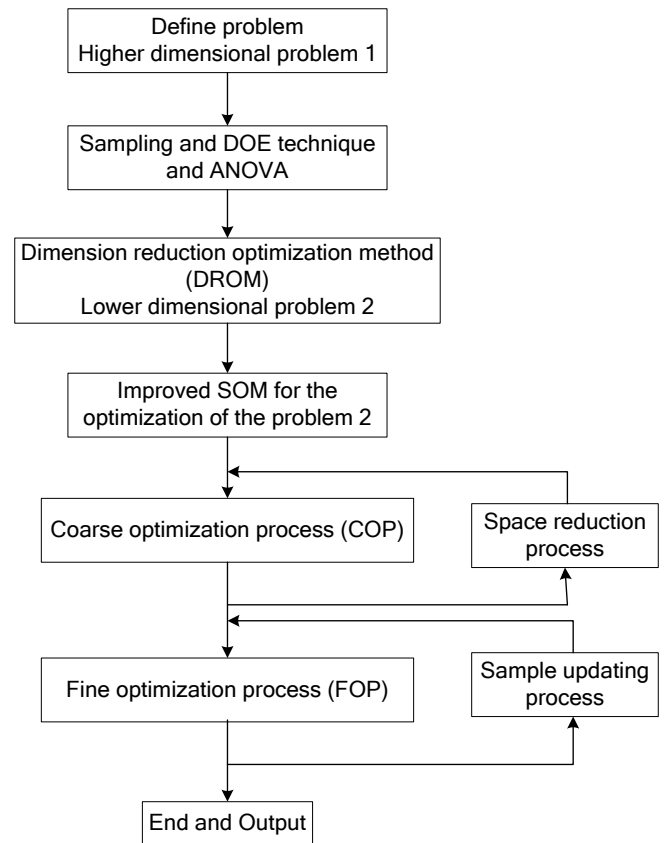 Define problem
Higher dimensional problem 1
Sampling and DOE technique
and ANOVA
Dimension reduction optimization method
(DROM)
Lower dimensional problem 2
Improved SOM for the
optimization of the problem 2
Coarse optimization process (COP)
Space reduction
process
Fine optimization process (FOP)
Sample updating
process
End and Output